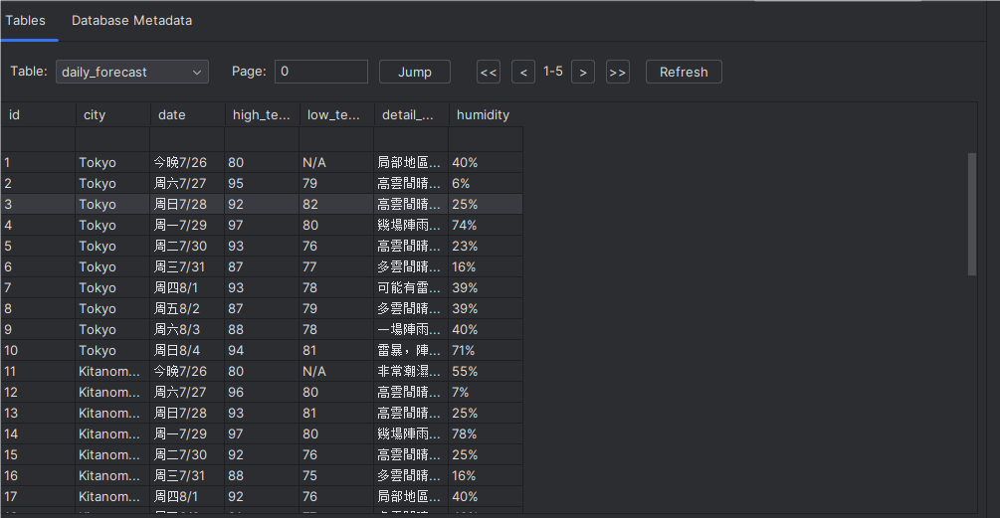 Tables Database Metadata
Table: daily_forecast Page: 0 Jump << < 1-5 > >> Refresh
id city date high_te... low_te... detail_... humidity
1 Tokyo 今晚7/26 80 N/A 局部地區... 40%
2 Tokyo 周六7/27 95 79 高雲間晴... 6%
3 Tokyo 周日7/28 92 82 高雲間晴... 25%
4 Tokyo 周一7/29 97 80 幾場陣雨... 74%
5 Tokyo 周二7/30 93 76 高雲間晴... 23%
6 Tokyo 周三7/31 87 77 多雲間晴... 16%
7 Tokyo 周四8/1 93 78 可能有雷... 39%
8 Tokyo 周五8/2 87 79 多雲間晴... 39%
9 Tokyo 周六8/3 88 78 一場陣雨... 40%
10 Tokyo 周日8/4 94 81 雷暴，陣... 71%
11 Kitanom... 今晚7/26 80 N/A 非常潮濕... 55%
12 Kitanom... 周六7/27 96 80 高雲間晴... 7%
13 Kitanom... 周日7/28 93 81 高雲間晴... 25%
14 Kitanom... 周一7/29 97 80 幾場陣雨... 78%
15 Kitanom... 周二7/30 92 76 高雲間晴... 25%
16 Kitanom... 周三7/31 88 75 多雲間晴... 16%
17 Kitanom... 周四8/1 92 76 局部地區... 40%